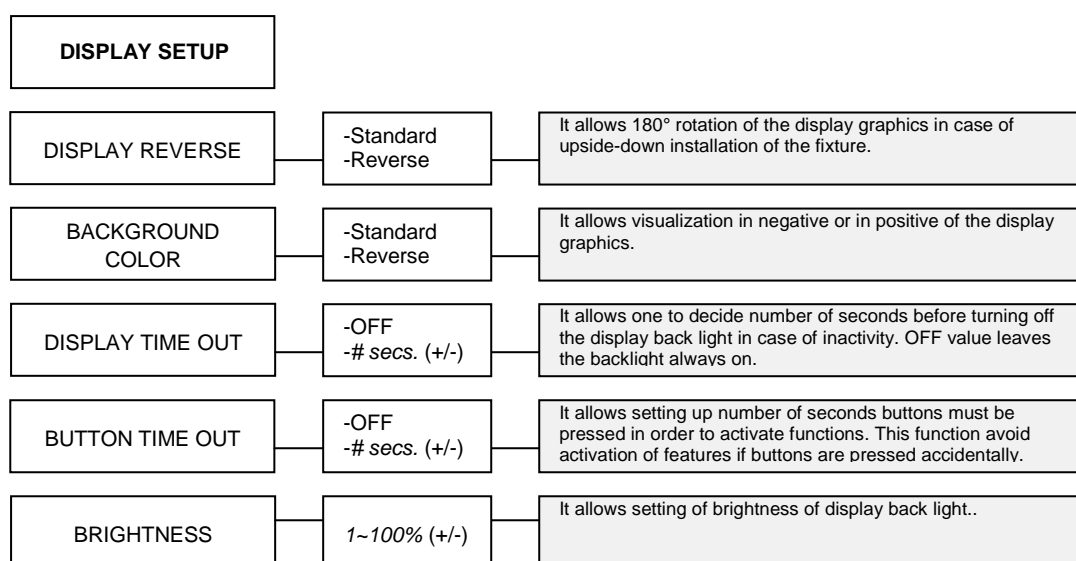 DISPLAY SETUP
DISPLAY REVERSE
-Standard
-Reverse
It allows 180° rotation of the display graphics in case of
upside-down installation of the fixture.
BACKGROUND
COLOR
-Standard
-Reverse
It allows visualization in negative or in positive of the display
graphics.
DISPLAY TIME OUT
-OFF
-# secs. (+/-)
It allows one to decide number of seconds before turning off
the display back light in case of inactivity. OFF value leaves
the backlight always on.
BUTTON TIME OUT
-OFF
-# secs. (+/-)
It allows setting up number of seconds buttons must be
pressed in order to activate functions. This function avoid
activation of features if buttons are pressed accidentally.
BRIGHTNESS
1~100% (+/-)
It allows setting of brightness of display back light..